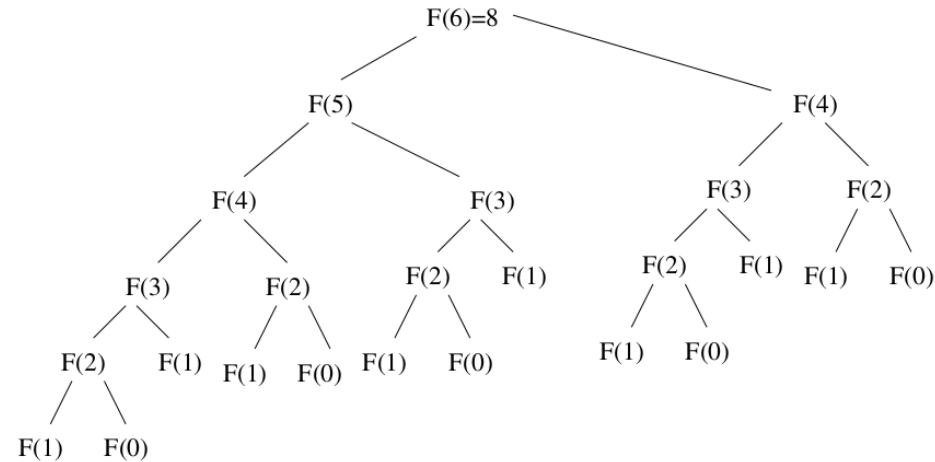 F(6)=8
F(5) F(4)
F(4) F(3) F(3) F(2)
F(3) F(2) F(2) F(1) F(2) F(1) F(1) F(0)
F(2) F(1) F(1) F(0) F(1) F(0) F(1) F(0)
F(1) F(0)